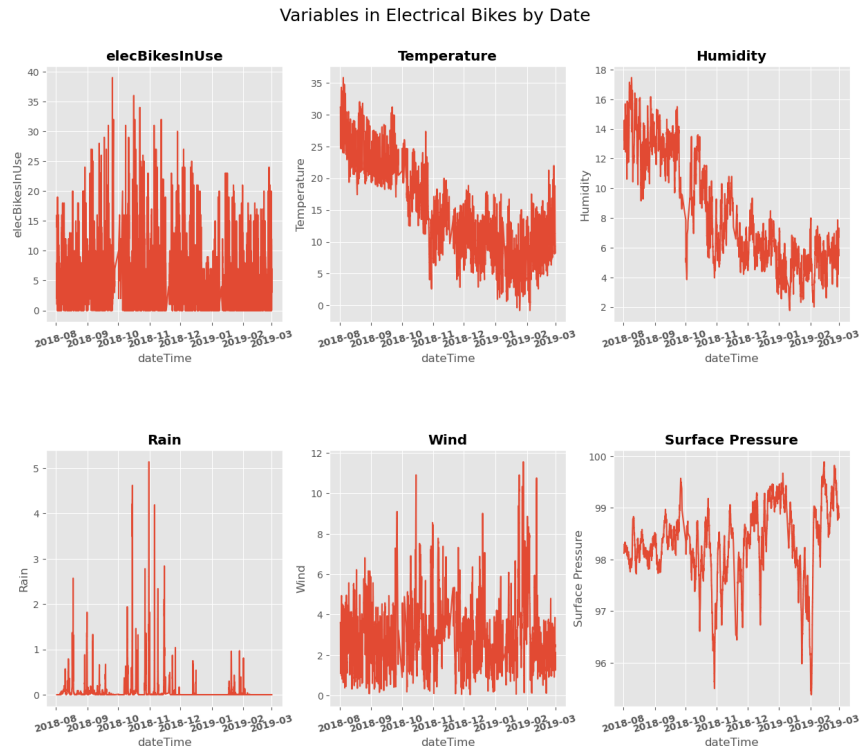 Variables in Electrical Bikes by Date
elecBikesInUse
elecBikesInUse
40
35
30
25
20
15
10
5
0
2018-08 2018-09 2018-10 2018-11 2018-12 2019-01 2019-02 2019-03
dateTime
Temperature
Temperature
35
30
25
20
15
10
5
0
2018-08 2018-09 2018-10 2018-11 2018-12 2019-01 2019-02 2019-03
dateTime
Humidity
Humidity
18
16
14
12
10
8
6
4
2
2018-08 2018-09 2018-10 2018-11 2018-12 2019-01 2019-02 2019-03
dateTime
Rain
Rain
5
4
3
2
1
0
2018-08 2018-09 2018-10 2018-11 2018-12 2019-01 2019-02 2019-03
dateTime
Wind
Wind
12
10
8
6
4
2
0
2018-08 2018-09 2018-10 2018-11 2018-12 2019-01 2019-02 2019-03
dateTime
Surface Pressure
Surface Pressure
100
99
98
97
96
2018-08 2018-09 2018-10 2018-11 2018-12 2019-01 2019-02 2019-03
dateTime